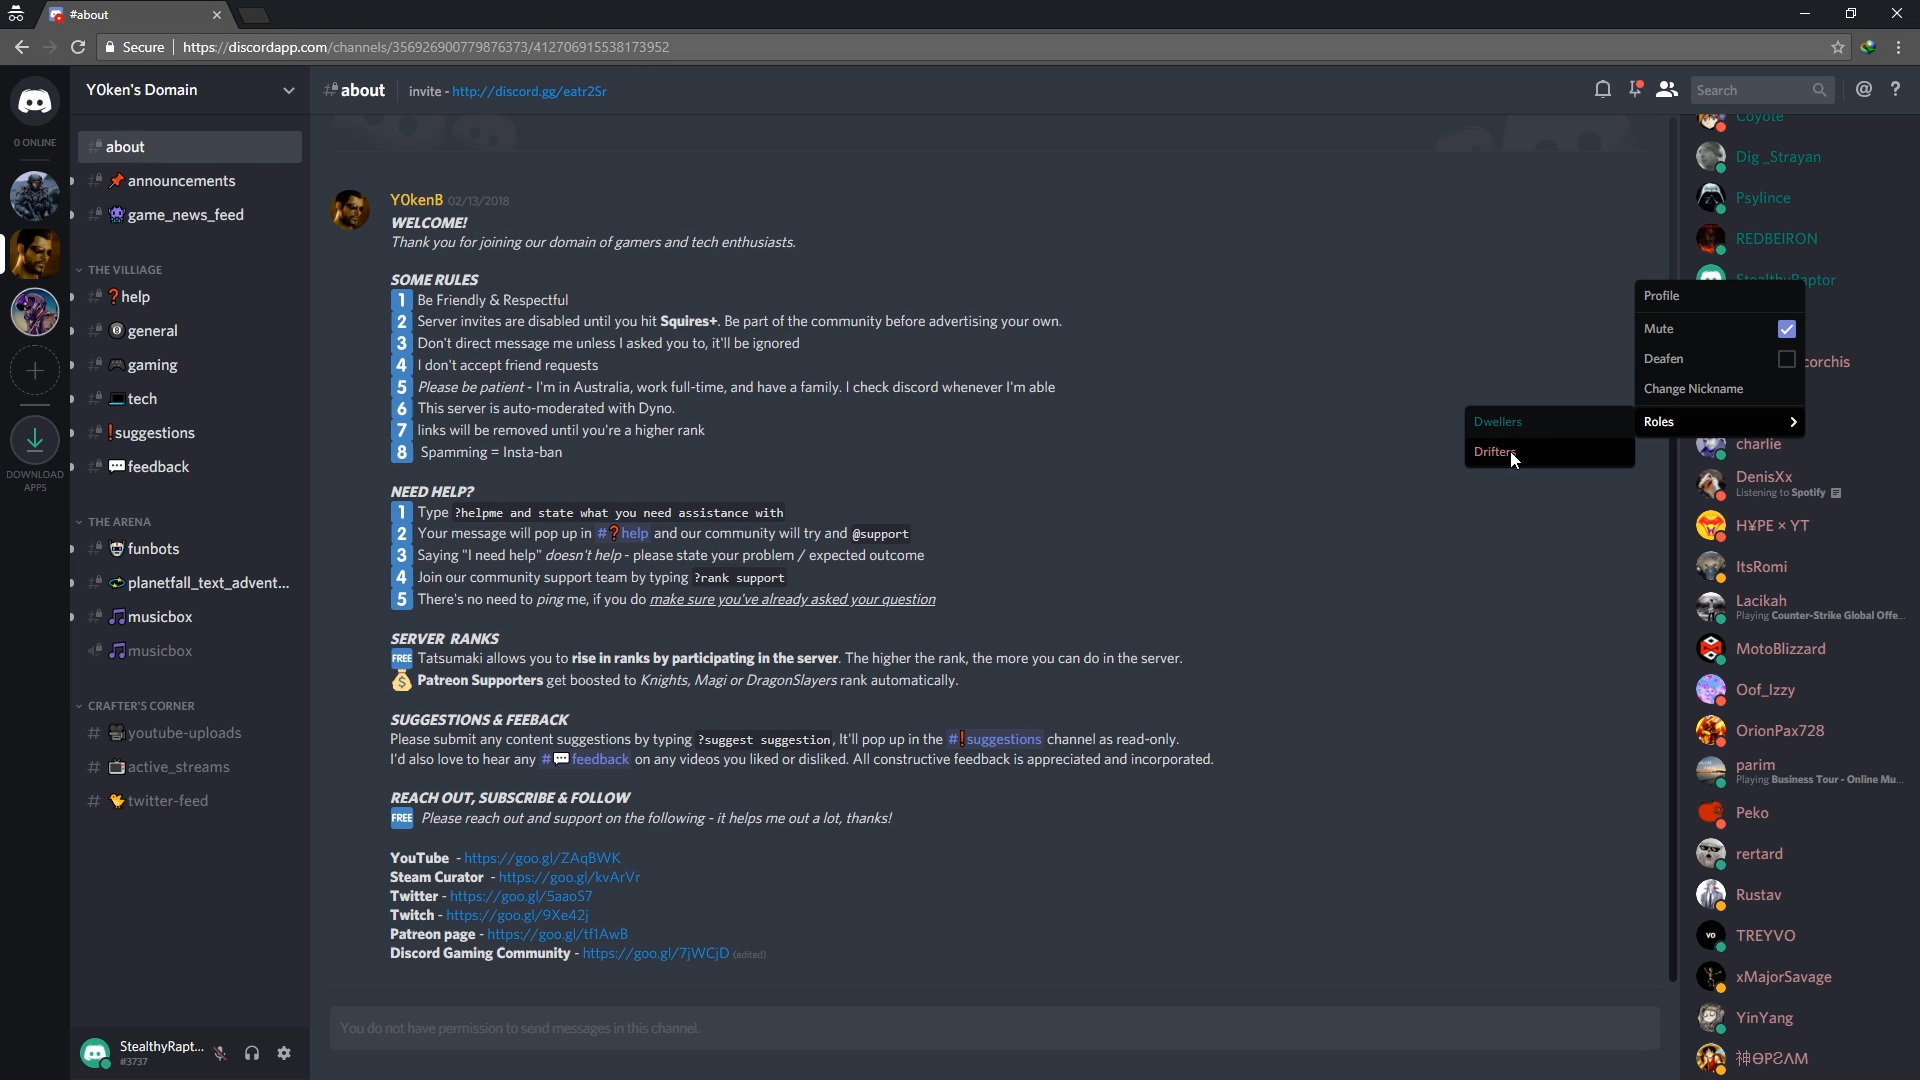 #about
Secure
https://discordapp.com/channels/356926900779876373/412706915538173952
0 ONLINE
DOWNLOAD
APPS
Y0ken's Domain
about
announcements
game_news_feed
THE VILLIAGE
help
general
gaming
tech
suggestions
feedback
THE ARENA
funbots
planetfall_text_advent...
musicbox
musicbox
CRAFTER'S CORNER
# youtube-uploads
# active_streams
# twitter-feed
StealthyRapt...
#3737
# about
invite - http://discord.gg/eatr2Sr
Search
@ ?
Y0kenB 02/13/2018
WELCOME!
Thank you for joining our domain of gamers and tech enthusiasts.
SOME RULES
1 Be Friendly & Respectful
2 Server invites are disabled until you hit Squires+. Be part of the community before advertising your own.
3 Don't direct message me unless I asked you to, it'll be ignored
4 I don't accept friend requests
5 Please be patient - I'm in Australia, work full-time, and have a family. I check discord whenever I'm able
6 This server is auto-moderated with Dyno.
7 links will be removed until you're a higher rank
8 Spamming = Insta-ban
NEED HELP?
1 Type ?helpme and state what you need assistance with
2 Your message will pop up in #❓help and our community will try and @support
3 Saying "I need help" doesn't help - please state your problem / expected outcome
4 Join our community support team by typing ?rank support
5 There's no need to ping me, if you do make sure you've already asked your question
SERVER RANKS
FREE Tatsumaki allows you to rise in ranks by participating in the server. The higher the rank, the more you can do in the server.
Patreon Supporters get boosted to Knights, Magi or DragonSlayers rank automatically.
SUGGESTIONS & FEEBACK
Please submit any content suggestions by typing ?suggest suggestion, It'll pop up in the #❗suggestions channel as read-only.
I'd also love to hear any #💬feedback on any videos you liked or disliked. All constructive feedback is appreciated and incorporated.
REACH OUT, SUBSCRIBE & FOLLOW
FREE Please reach out and support on the following - it helps me out a lot, thanks!
YouTube - https://goo.gl/ZAqBWK
Steam Curator - https://goo.gl/kvArVr
Twitter - https://goo.gl/5aaoS7
Twitch - https://goo.gl/9Xe42j
Patreon page - https://goo.gl/tf1AwB
Discord Gaming Community - https://goo.gl/7jWCjD (edited)
You do not have permission to send messages in this channel.
Coyote
Dig_Strayan
Psylince
REDBEIRON
StealthyRaptor
Profile
Mute
Deafen
Change Nickname
Roles
Dwellers
Drifters
corchis
charlie
DenisXx
Listening to Spotify
H¥PE × YT
ItsRomi
Lacikah
Playing Counter-Strike Global Offe...
MotoBlizzard
Oof_Izzy
OrionPax728
parim
Playing Business Tour - Online Mu...
Peko
rertard
Rustav
VO TREYVO
xMajorSavage
YinYang